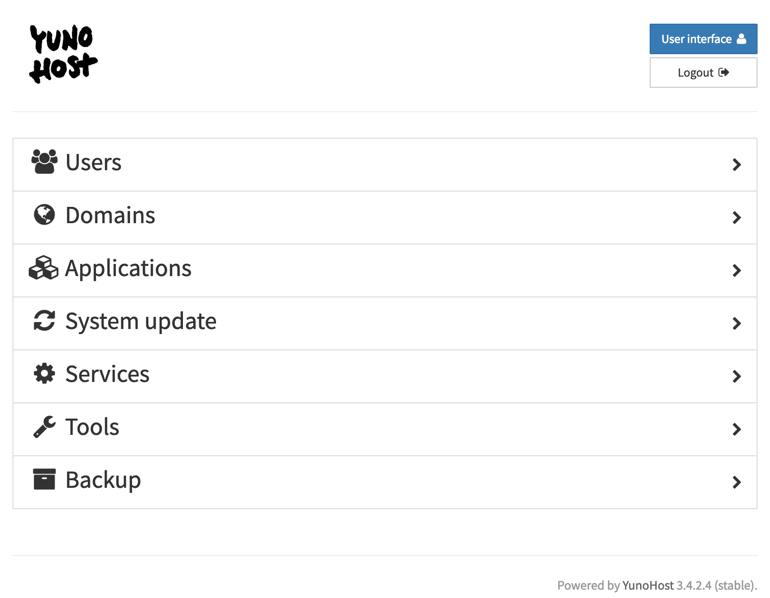 YUNO
HOST
User interface
Logout
Users
Domains
Applications
System update
Services
Tools
Backup
Powered by YunoHost 3.4.2.4 (stable).